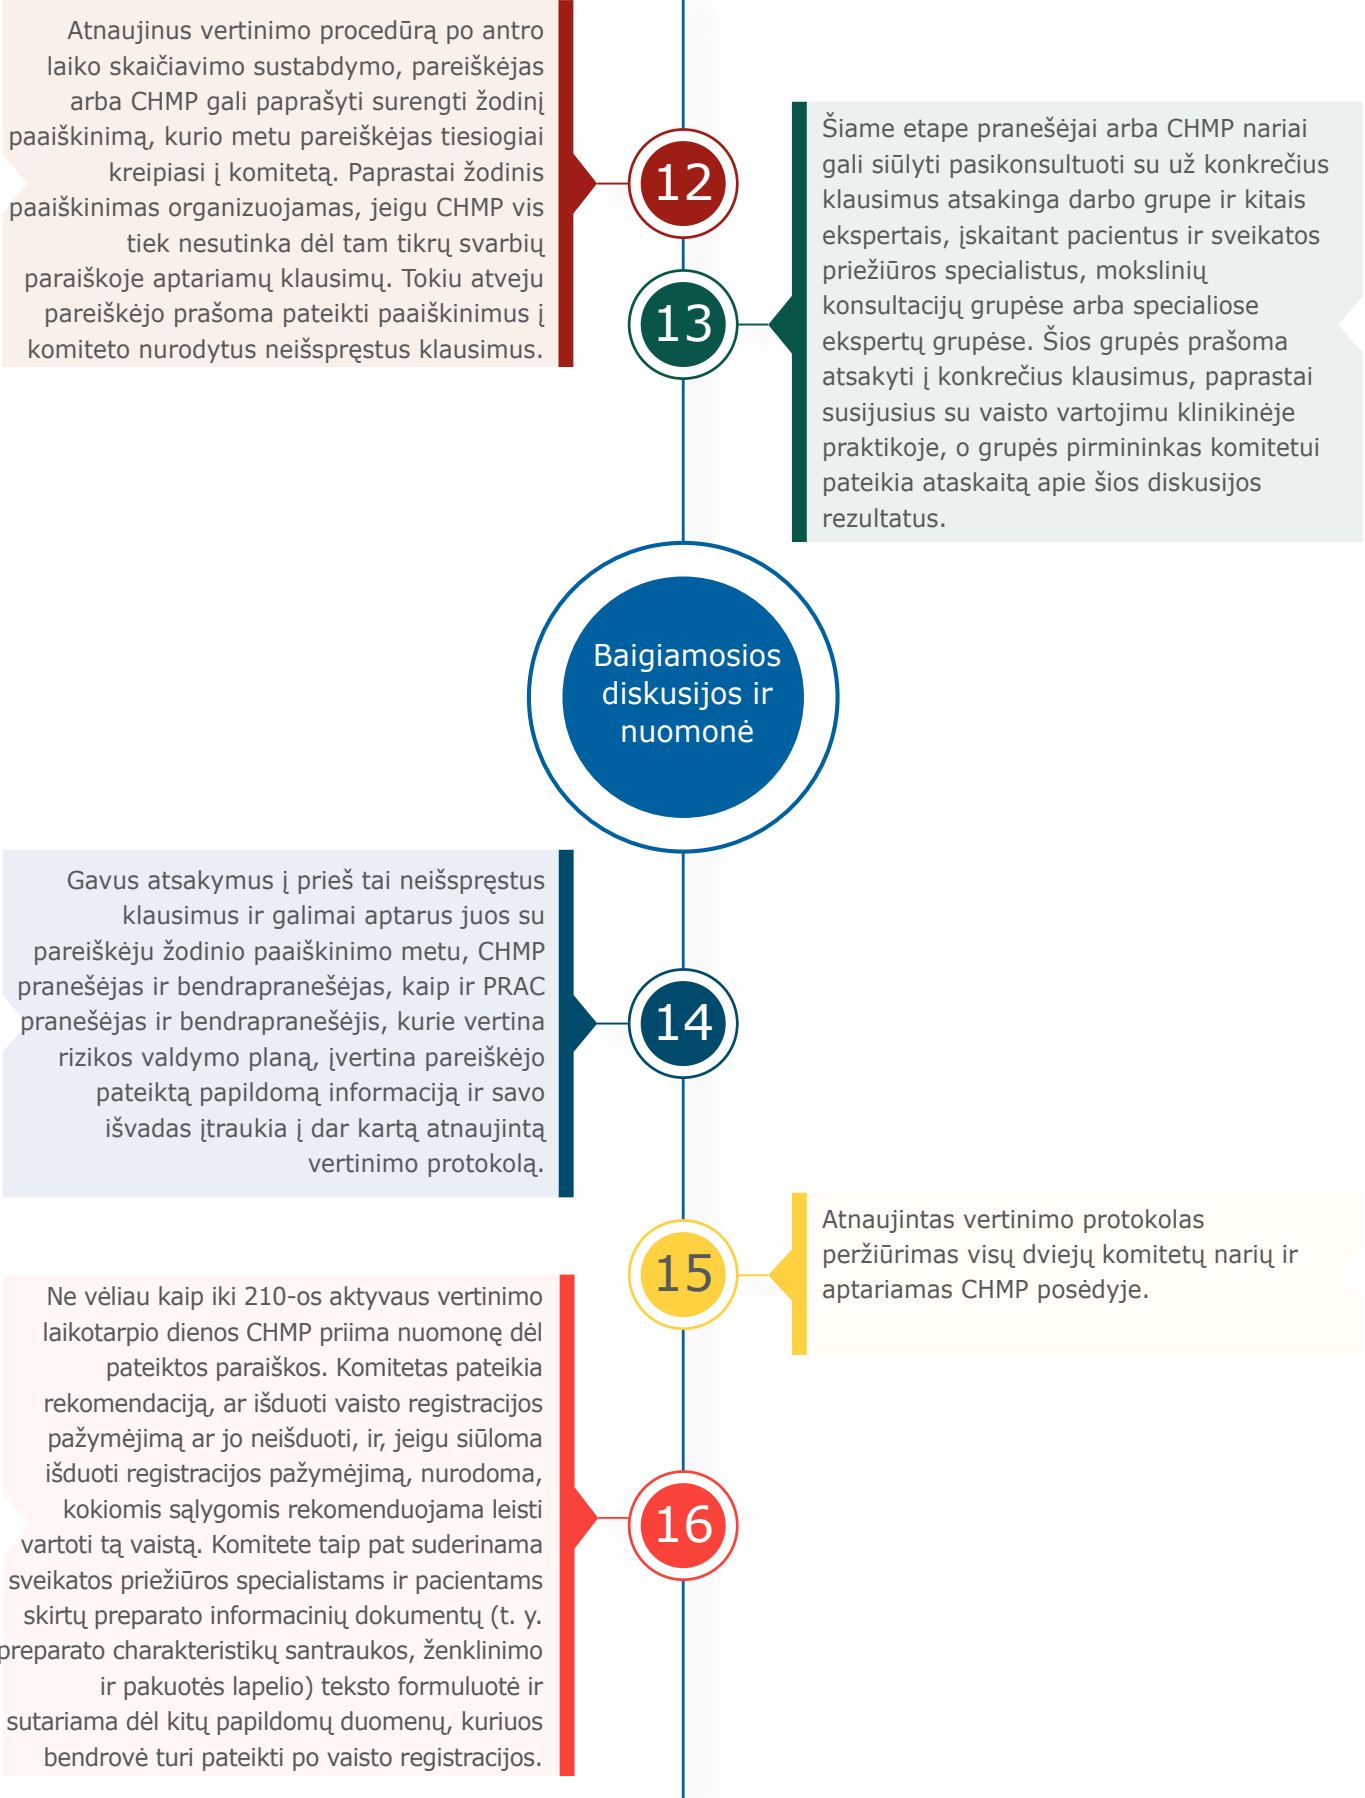 Atnaujinus vertinimo procedūrą po antro
laiko skaičiavimo sustabdymo, pareiškėjas
arba CHMP gali paprašyti surengti žodinį
paaiškinimą, kurio metu pareiškėjas tiesiogiai
kreipiasi į komitetą. Paprastai žodinis
paaiškinimas organizuojamas, jeigu CHMP vis
tiek nesutinka dėl tam tikrų svarbių
paraiškoje aptariamų klausimų. Tokiu atveju
pareiškėjo prašoma pateikti paaiškinimus į
komiteto nurodytus neišspręstus klausimus.
12
13
Šiame etape pranešėjai arba CHMP nariai
gali siūlyti pasikonsultuoti su už konkrečius
klausimus atsakinga darbo grupe ir kitais
ekspertais, įskaitant pacientus ir sveikatos
priežiūros specialistus, mokslinių
konsultacijų grupėse arba specialiose
ekspertų grupėse. Šios grupės prašoma
atsakyti į konkrečius klausimus, paprastai
susijusius su vaisto vartojimu klinikinėje
praktikoje, o grupės pirmininkas komitetui
pateikia ataskaitą apie šios diskusijos
rezultatus.
Baigiamosios
diskusijos ir
nuomonė
Gavus atsakymus į prieš tai neišspręstus
klausimus ir galimai aptarus juos su
pareiškėju žodinio paaiškinimo metu, CHMP
pranešėjas ir bendrapranešėjas, kaip ir PRAC
pranešėjas ir bendrapranešėjis, kurie vertina
rizikos valdymo planą, įvertina pareiškėjo
pateiktą papildomą informaciją ir savo
išvadas įtraukia į dar kartą atnaujintą
vertinimo protokolą.
14
15
Atnaujintas vertinimo protokolas
peržiūrimas visų dviejų komitetų narių ir
aptariamas CHMP posėdyje.
Ne vėliau kaip iki 210-os aktyvaus vertinimo
laikotarpio dienos CHMP priima nuomonę dėl
pateiktos paraiškos. Komitetas pateikia
rekomendaciją, ar išduoti vaisto registracijos
pažymėjimą ar jo neišduoti, ir, jeigu siūloma
išduoti registracijos pažymėjimą, nurodoma,
kokiomis sąlygomis rekomenduojama leisti
vartoti tą vaistą. Komitete taip pat suderinama
sveikatos priežiūros specialistams ir pacientams
skirtų preparato informacinių dokumentų (t. y.
preparato charakteristikų santraukos, ženklinimo
ir pakuotės lapelio) teksto formuluotė ir
sutariama dėl kitų papildomų duomenų, kuriuos
bendrovė turi pateikti po vaisto registracijos.
16